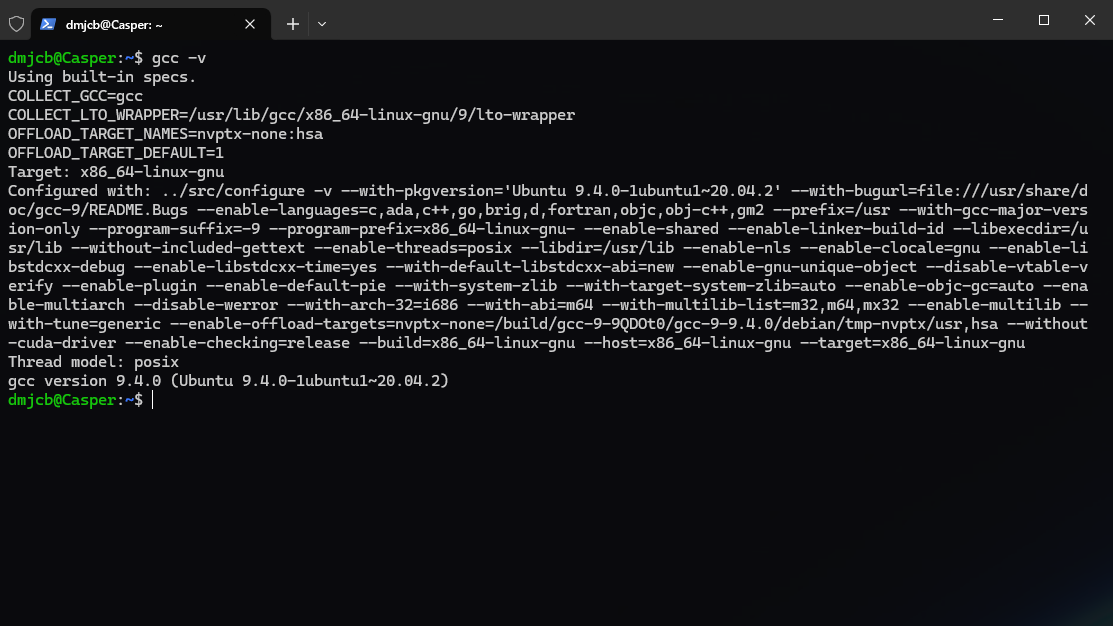 dmjcb@Casper: ~
dmjcb@Casper:~$ gcc -v
Using built-in specs.
COLLECT_GCC=gcc
COLLECT_LTO_WRAPPER=/usr/lib/gcc/x86_64-linux-gnu/9/lto-wrapper
OFFLOAD_TARGET_NAMES=nvptx-none:hsa
OFFLOAD_TARGET_DEFAULT=1
Target: x86_64-linux-gnu
Configured with: ../src/configure -v --with-pkgversion='Ubuntu 9.4.0-1ubuntu1~20.04.2' --with-bugurl=file:///usr/share/d
oc/gcc-9/README.Bugs --enable-languages=c,ada,c++,go,brig,d,fortran,objc,obj-c++,gm2 --prefix=/usr --with-gcc-major-vers
ion-only --program-suffix=-9 --program-prefix=x86_64-linux-gnu- --enable-shared --enable-linker-build-id --libexecdir=/u
sr/lib --without-included-gettext --enable-threads=posix --libdir=/usr/lib --enable-nls --enable-clocale=gnu --enable-li
bstdcxx-debug --enable-libstdcxx-time=yes --with-default-libstdcxx-abi=new --enable-gnu-unique-object --disable-vtable-v
erify --enable-plugin --enable-default-pie --with-system-zlib --with-target-system-zlib=auto --enable-objc-gc=auto --ena
ble-multiarch --disable-werror --with-arch-32=i686 --with-abi=m64 --with-multilib-list=m32,m64,mx32 --enable-multilib --
with-tune=generic --enable-offload-targets=nvptx-none=/build/gcc-9-9QDOt0/gcc-9-9.4.0/debian/tmp-nvptx/usr,hsa --without
-cuda-driver --enable-checking=release --build=x86_64-linux-gnu --host=x86_64-linux-gnu --target=x86_64-linux-gnu
Thread model: posix
gcc version 9.4.0 (Ubuntu 9.4.0-1ubuntu1~20.04.2)
dmjcb@Casper:~$